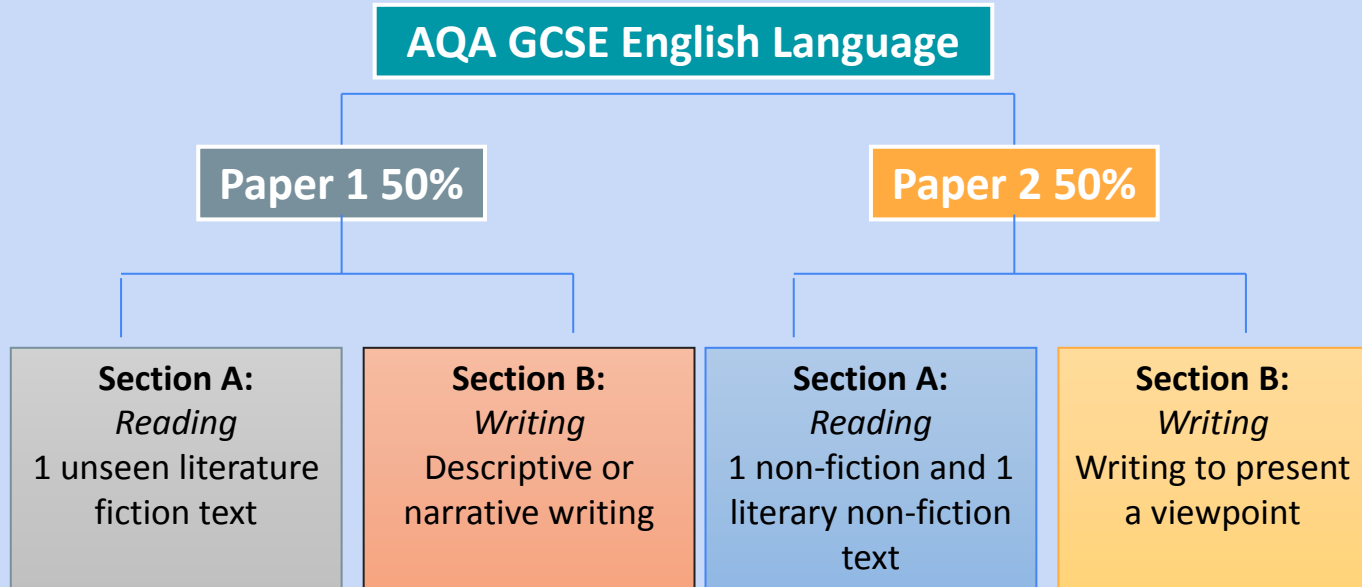 AQA GCSE English Language
Paper 1 50%
Paper 2 50%
Section A:
Reading
1 unseen literature
fiction text
Section B:
Writing
Descriptive or
narrative writing
Section A:
Reading
1 non-fiction and 1
literary non-fiction
text
Section B:
Writing
Writing to present
a viewpoint